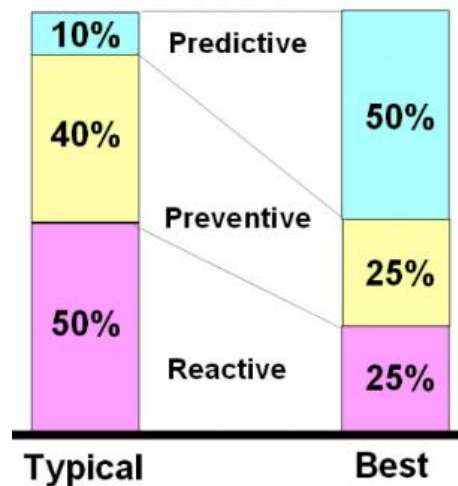 10%
Predictive
40%
50%
Preventive
25%
50%
Reactive
25%
Typical
Best